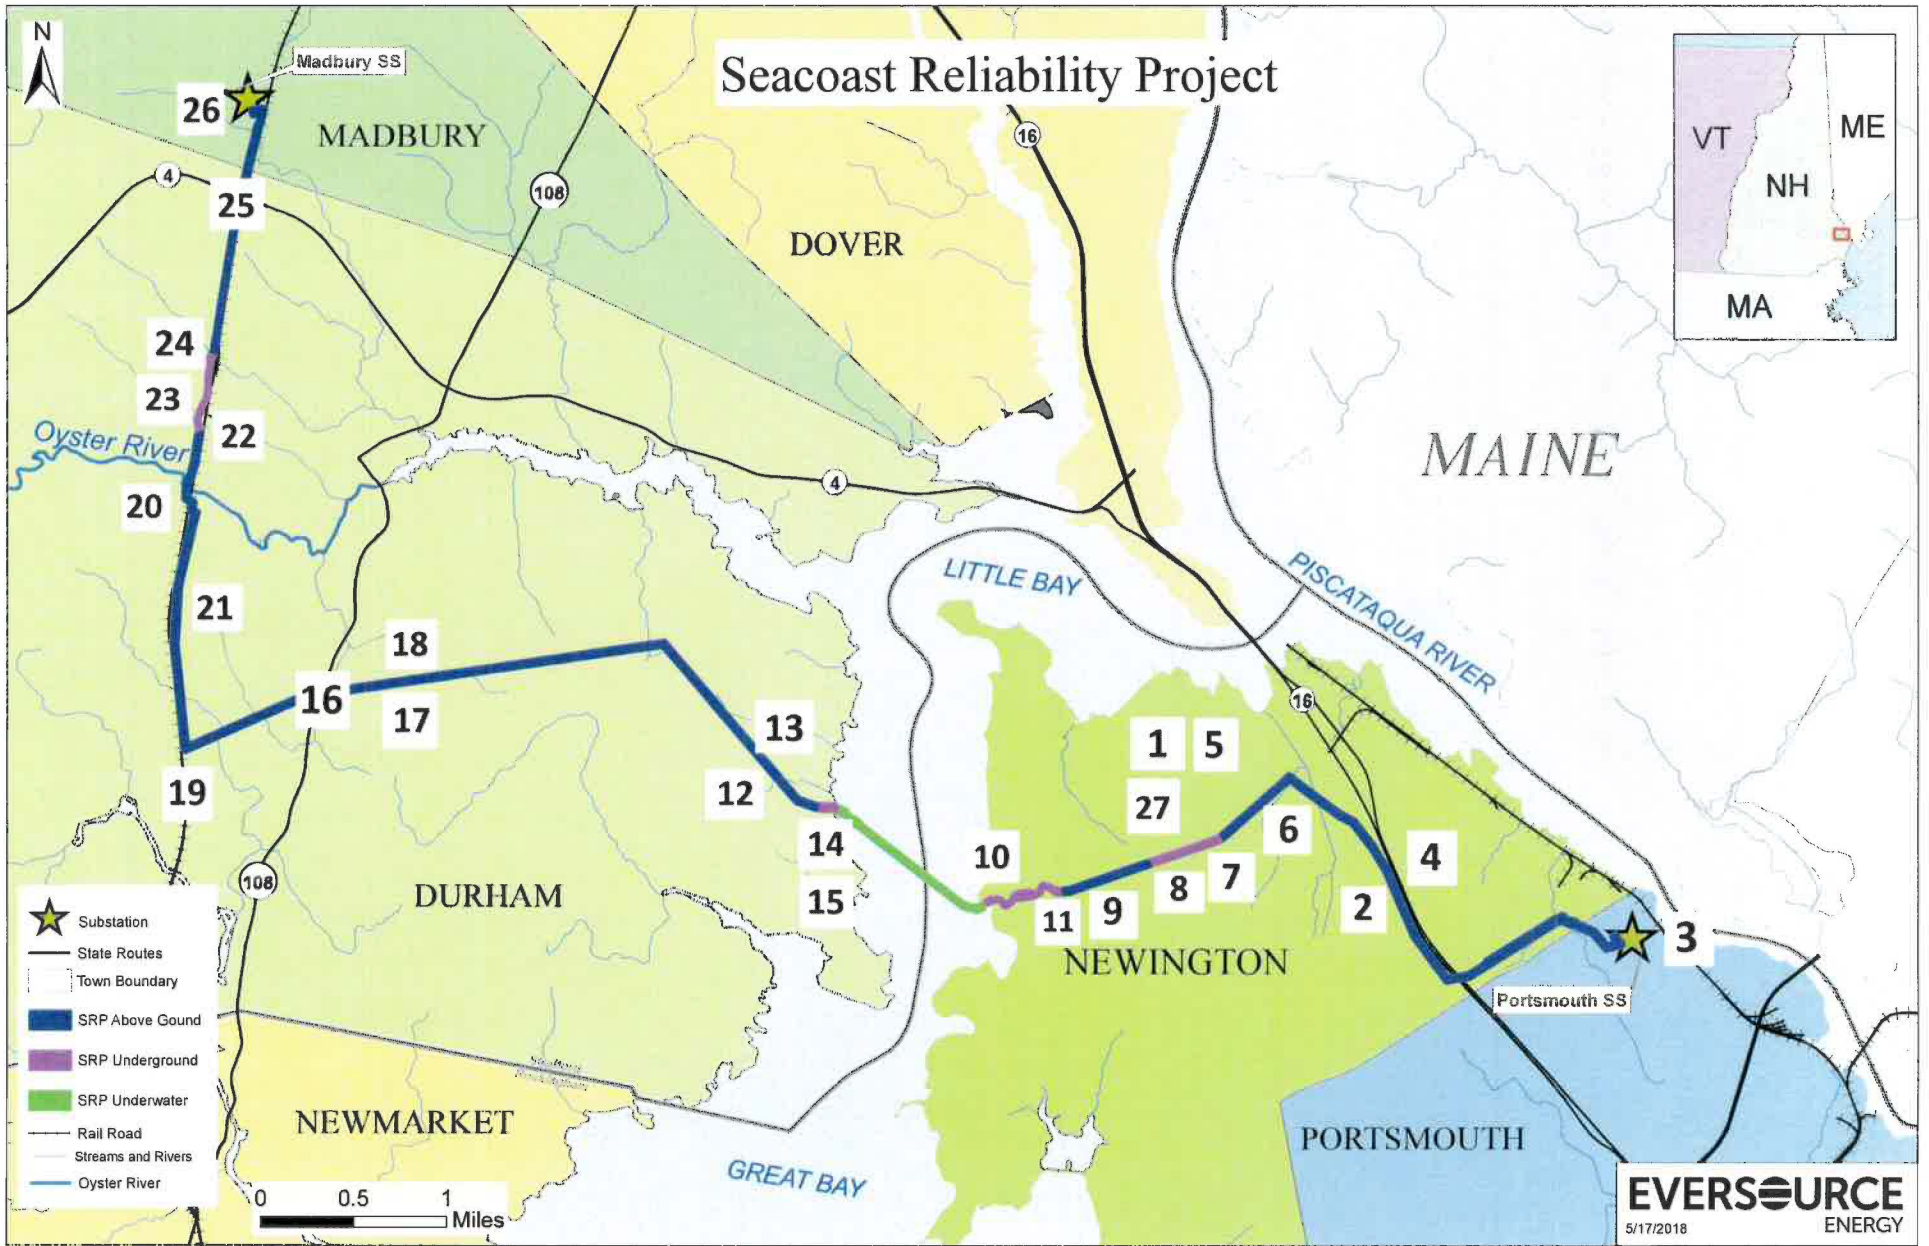 Seacoast Reliability Project
N
Madbury SS
26
MADBURY
16
VT
ME
NH
MA
4
25
108
DOVER
24
23
22
Oyster River
20
4
MAINE
21
LITTLE BAY
PISCATAQUA RIVER
18
16
16
17
13
1
5
19
12
27
6
14
10
4
15
8
7
11
9
2
3
108
DURHAM
NEWINGTON
Portsmouth SS
Substation
State Routes
Town Boundary
SRP Above Gound
SRP Underground
SRP Underwater
Rail Road
Streams and Rivers
Oyster River
NEWMARKET
PORTSMOUTH
GREAT BAY
0 0.5 1
Miles
EVERSOURCE
ENERGY
5/17/2018